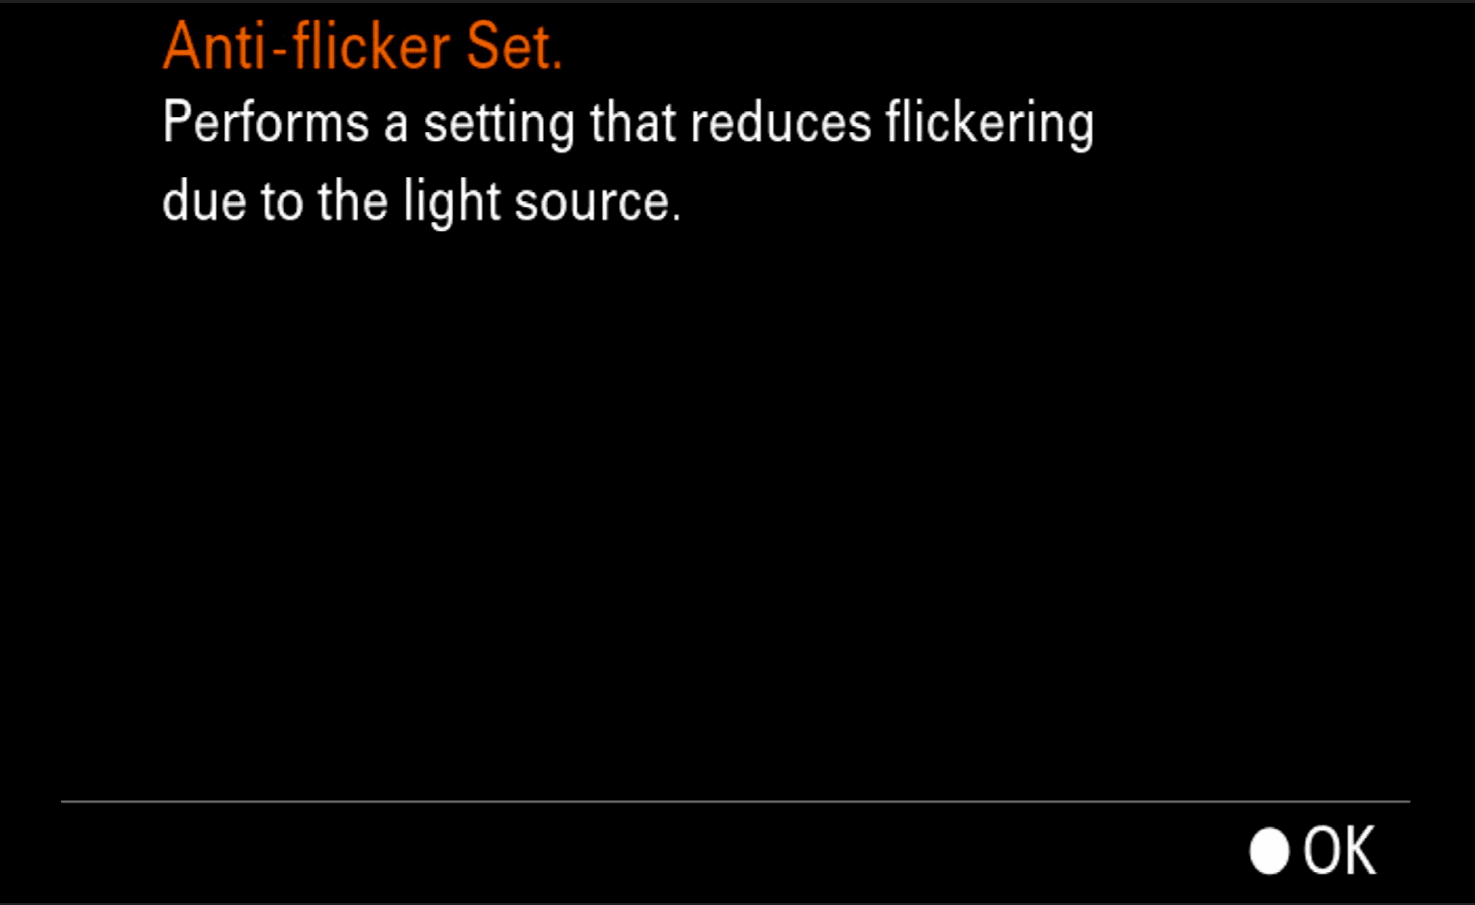 Anti-flicker Set.
Performs a setting that reduces flickering
due to the light source.
OK